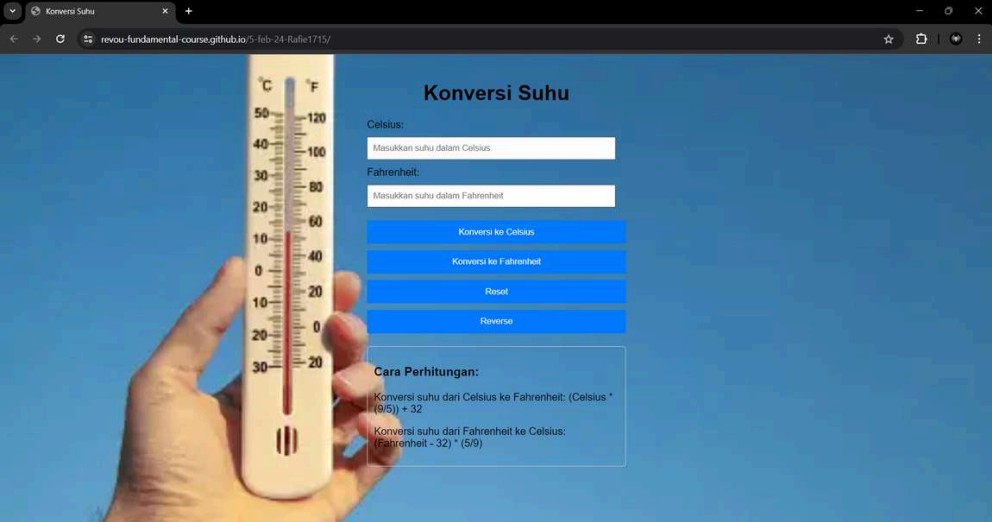 Konversi Suhu
revou-fundamental-course.github.io/5-feb-24-Rafie1715/
°C °F
50
120
40
100
30
80
20
60
10
40
0
20
10
0
20
20
30
Konversi Suhu
Celsius:
Masukkan suhu dalam Celsius
Fahrenheit:
Masukkan suhu dalam Fahrenheit
Konversi ke Celsius
Konversi ke Fahrenheit
Reset
Reverse
Cara Perhitungan:
Konversi suhu dari Celsius ke Fahrenheit: (Celsius *
(9/5)) + 32
Konversi suhu dari Fahrenheit ke Celsius:
(Fahrenheit - 32) * (5/9)